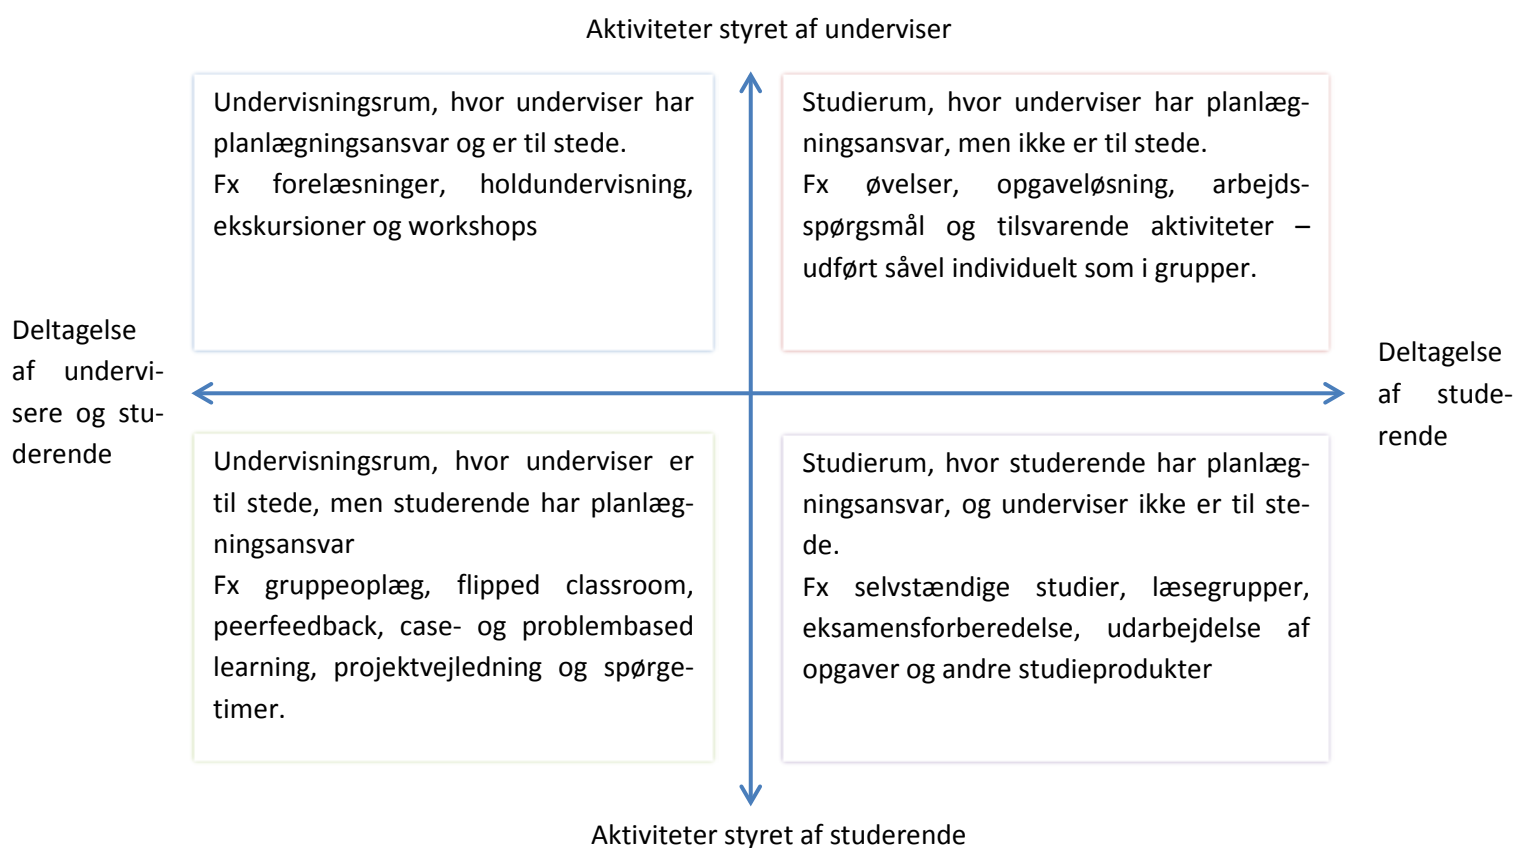 Aktiviteter styret af underviser
Undervisningsrum, hvor underviser har
planlægningsansvar og er til stede.
Fx forelæsninger, holdundervisning,
ekskursioner og workshops
Studierum, hvor underviser har planlæg-
ningsansvar, men ikke er til stede.
Fx øvelser, opgaveløsning, arbejds-
spørgsmål og tilsvarende aktiviteter –
udført såvel individuelt som i grupper.
Deltagelse
af undervi-
sere og stu-
derende
Deltagelse
af stude-
rende
Undervisningsrum, hvor underviser er
til stede, men studerende har planlæg-
ningsansvar
Fx gruppeoplæg, flipped classroom,
peerfeedback, case- og problembased
learning, projektvejledning og spørge-
timer.
Studierum, hvor studerende har planlæg-
ningsansvar, og underviser ikke er til ste-
de.
Fx selvstændige studier, læsegrupper,
eksamensforberedelse, udarbejdelse af
opgaver og andre studieprodukter
Aktiviteter styret af studerende